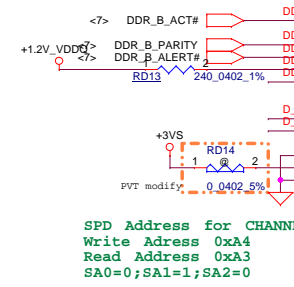 <7> DDR_B_ACT#
<7> DDR_B_PARITY
+1.2V_VDDQ <7> DDR_B_ALERT#
1 2
RD13 240_0402_1%
+3VS
RD14
1 @ 2
PVT modify 0_0402_5%
SPD Address for CHANN
Write Adress 0xA4
Read Address 0xA3
SA0=0;SA1=1;SA2=0